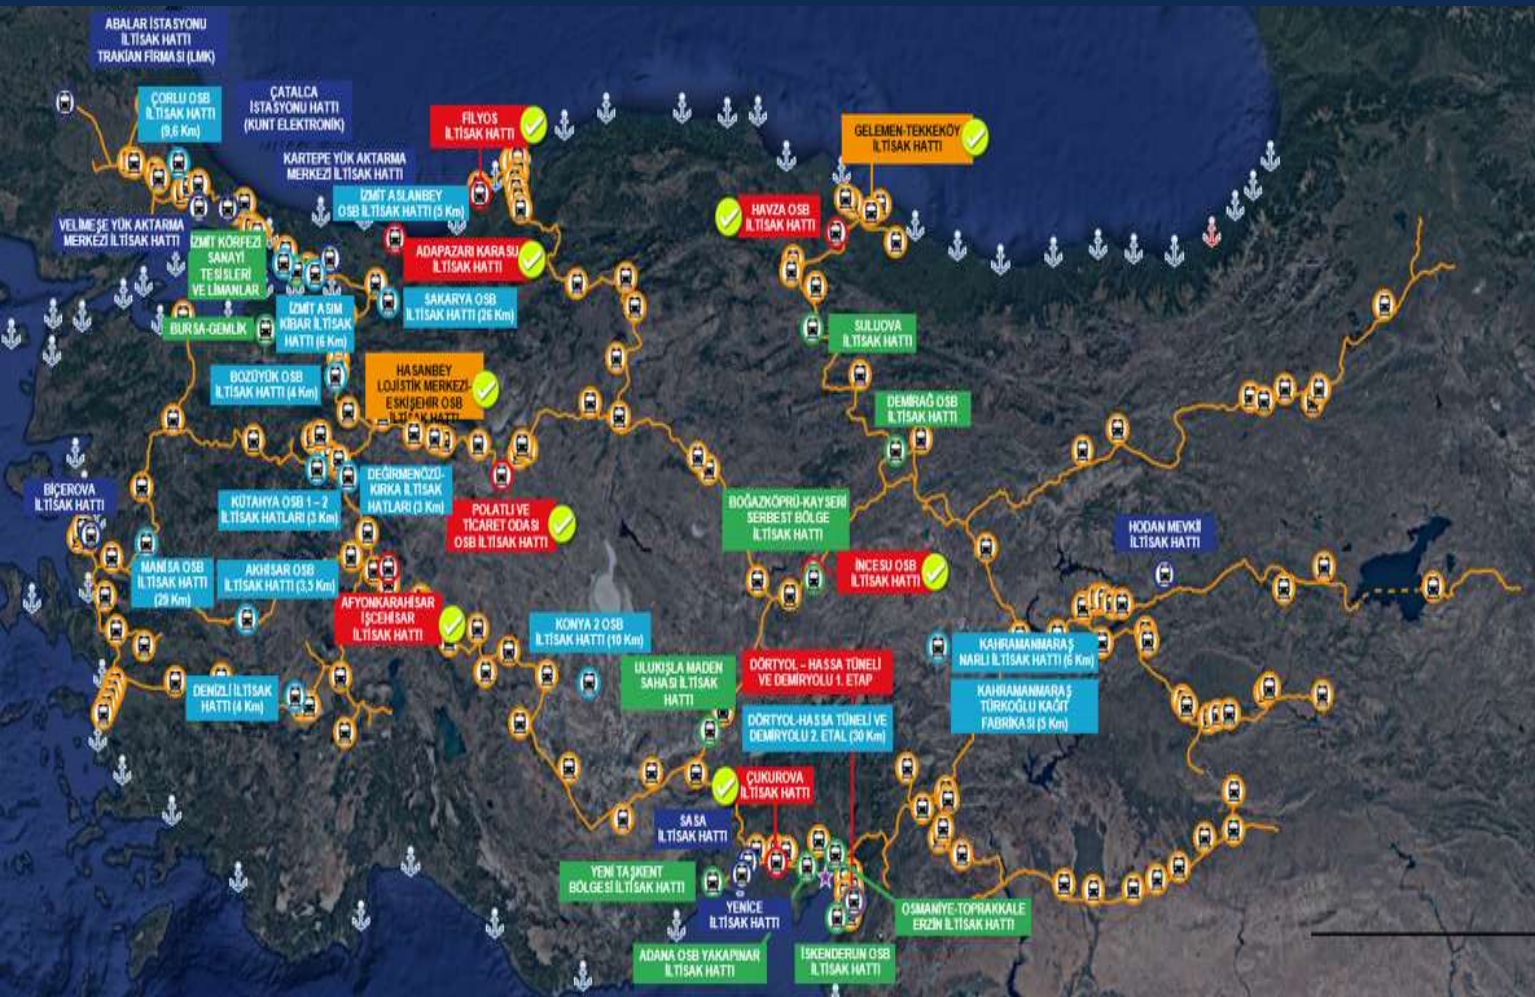 ABALAR İSTASYONU
İLTİSAK HATTI
TRAKİAN FİRMASI (LMK)
ÇORLU OSB
İLTİSAK HATTI
(9,6 Km)
ÇATALCA
İSTASYONU HATTI
(KUNT ELEKTRONİK)
FİLYOS
İLTİSAK HATTI
GELEMEN-TEKKEKÖY
İLTİSAK HATTI
KARTEPE YÜK AKTARMA
MERKEZİ İLTİSAK HATTI
İZMİT ASLANBEY
OSB İLTİSAK HATTI (5 Km)
HAVZA OSB
İLTİSAK HATTI
VELİMEŞE YÜK AKTARMA
MERKEZİ İLTİSAK HATTI
İZMİT KÖRFEZİ
SANAYİ
TESİSLERİ
VE LİMANLAR
ADAPAZARI KARASU
İLTİSAK HATTI
SAKARYA OSB
İLTİSAK HATTI (26 Km)
İZMİT ASIM
KİBAR İLTİSAK
HATTI (6 Km)
BURSA-GEMLİK
SULUOVA
İLTİSAK HATTI
BOZÜYÜK OSB
İLTİSAK HATTI (4 Km)
HASANBEY
LOJİSTİK MERKEZİ-
ESKİŞEHİR OSB
İLTİSAK HATTI
DEMİRAĞ OSB
İLTİSAK HATTI
DEĞİRMENÖZÜ-
KIRKA İLTİSAK
HATLARI (3 Km)
KÜTAHYA OSB 1 – 2
İLTİSAK HATLARI (3 Km)
BİÇEROVA
İLTİSAK HATTI
POLATLI VE
TİCARET ODASI
OSB İLTİSAK HATTI
BOĞAZKÖPRÜ-KAYSERİ
SERBEST BÖLGE
İLTİSAK HATTI
HODAN MEVKİİ
İLTİSAK HATTI
MANİSA OSB
İLTİSAK HATTI
(29 Km)
AKHİSAR OSB
İLTİSAK HATTI (3,5 Km)
İNCESU OSB
İLTİSAK HATTI
AFYONKARAHİSAR
İŞCEHİSAR
İLTİSAK HATTI
KONYA 2 OSB
İLTİSAK HATTI (10 Km)
KAHRAMANMARAŞ
NARLI İLTİSAK HATTI (6 Km)
ULUKIŞLA MADEN
SAHASI İLTİSAK
HATTI
DÖRTYOL – HASSA TÜNELİ
VE DEMİRYOLU 1. ETAP
DENİZLİ İLTİSAK
HATTI (4 Km)
KAHRAMANMARAŞ
TÜRKOĞLU KAĞIT
FABRİKASI (5 Km)
DÖRTYOL-HASSA TÜNELİ VE
DEMİRYOLU 2. ETAL (30 Km)
ÇUKUROVA
İLTİSAK HATTI
SASA
İLTİSAK HATTI
YENİ TAŞKENT
BÖLGESİ İLTİSAK HATTI
YENİCE
İLTİSAK HATTI
OSMANİYE-TOPRAKKALE
ERZİN İLTİSAK HATTI
ADANA OSB YAKAPINAR
İLTİSAK HATTI
İSKENDERUN OSB
İLTİSAK HATTI